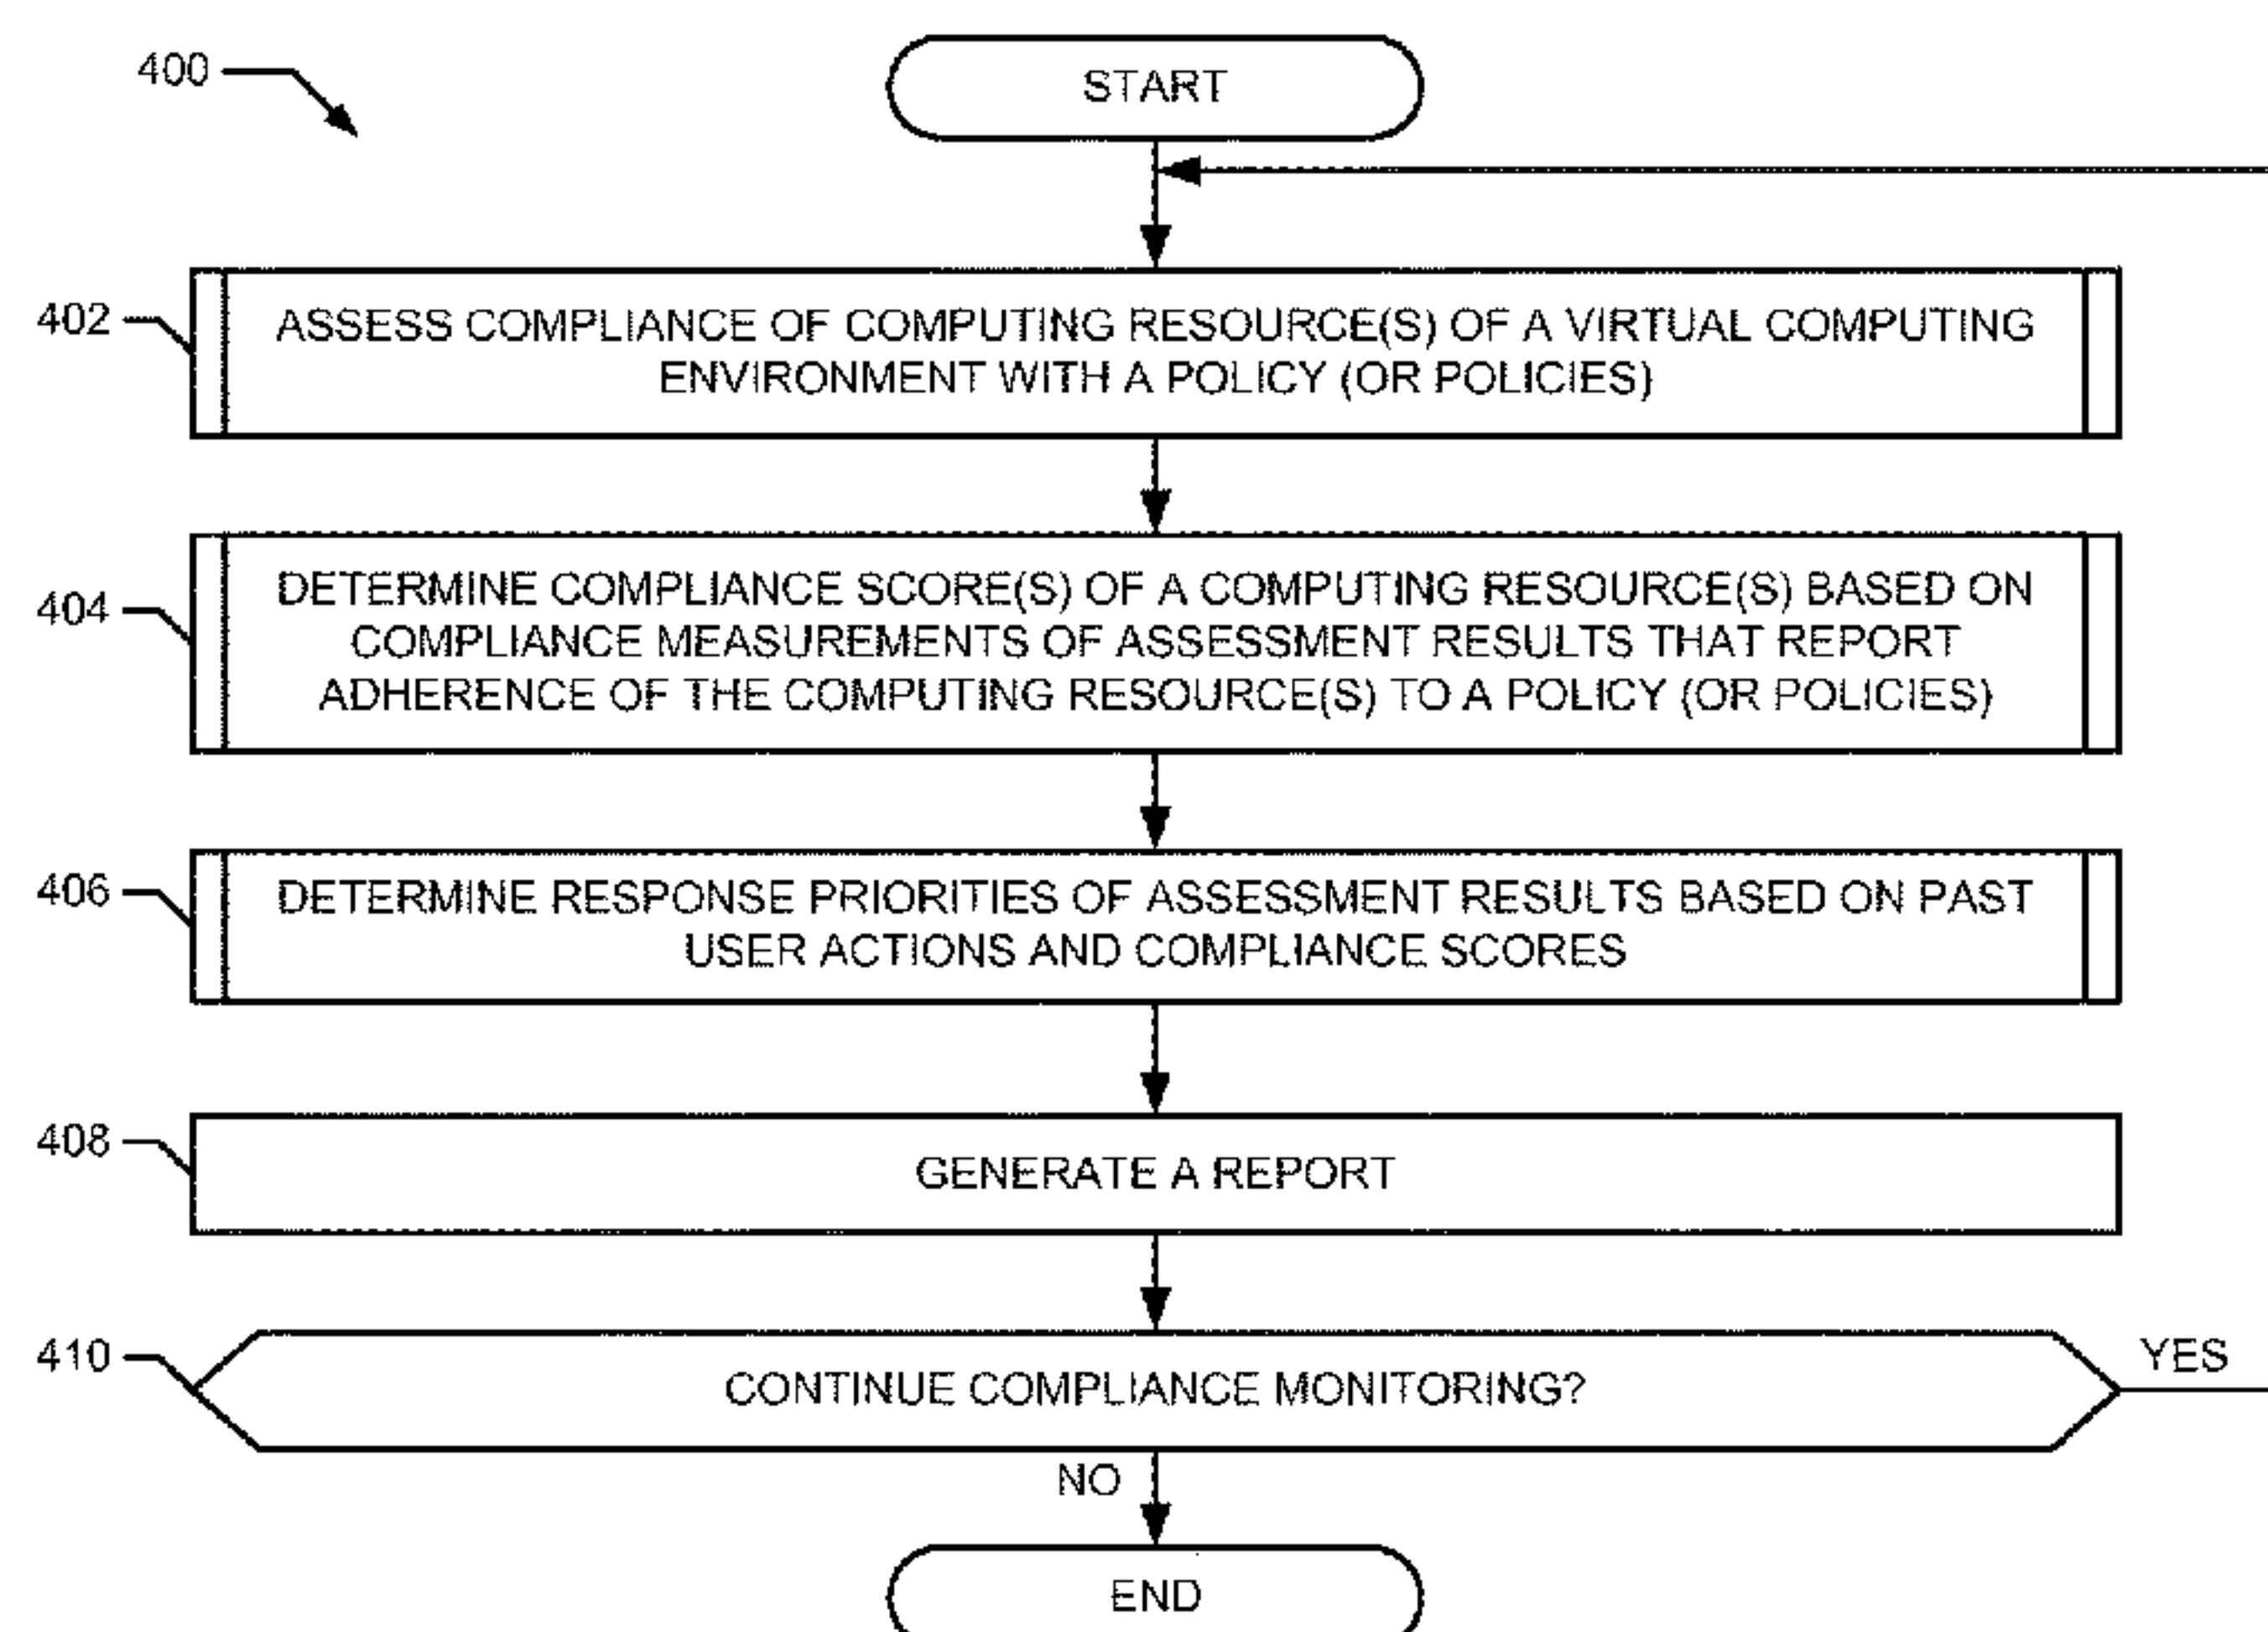 400
START
402
ASSESS COMPLIANCE OF COMPUTING RESOURCE(S) OF A VIRTUAL COMPUTING
ENVIRONMENT WITH A POLICY (OR POLICIES)
404
DETERMINE COMPLIANCE SCORE(S) OF A COMPUTING RESOURCE(S) BASED ON
COMPLIANCE MEASUREMENTS OF ASSESSMENT RESULTS THAT REPORT
ADHERENCE OF THE COMPUTING RESOURCE(S) TO A POLICY (OR POLICIES)
406
DETERMINE RESPONSE PRIORITIES OF ASSESSMENT RESULTS BASED ON PAST
USER ACTIONS AND COMPLIANCE SCORES
408
GENERATE A REPORT
410
CONTINUE COMPLIANCE MONITORING?
YES
NO
END